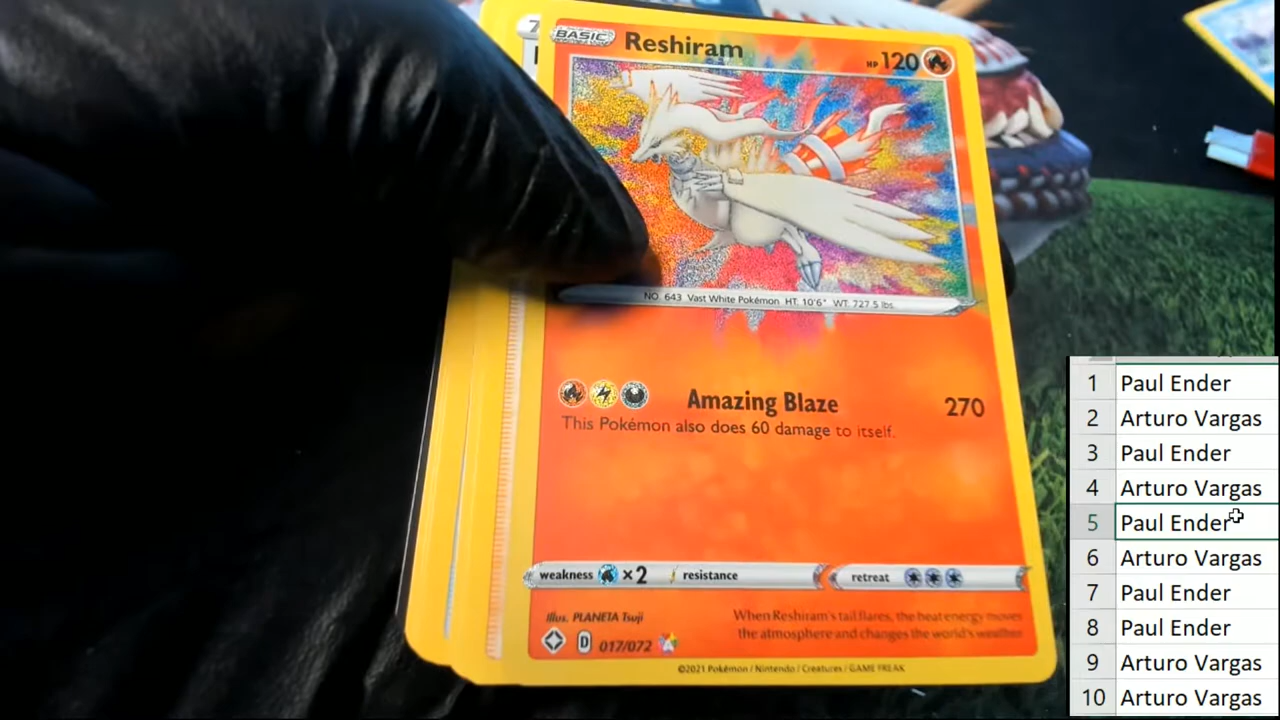 7
BASIC Reshiram HP 120
NO. 643 Vast White Pokémon HT. 10'6" WT. 727.5 lbs.
Amazing Blaze 270
This Pokémon also does 60 damage to itself.
weakness ×2 resistance retreat
Illus. PLANETA Tsuji
When Reshiram's tail flares, the heat energy moves
the atmosphere and changes the world's weather.
D 017/072
©2021 Pokémon / Nintendo / Creatures / GAME FREAK
1 Paul Ender
2 Arturo Vargas
3 Paul Ender
4 Arturo Vargas
5 Paul Ender
6 Arturo Vargas
7 Paul Ender
8 Paul Ender
9 Arturo Vargas
10 Arturo Vargas